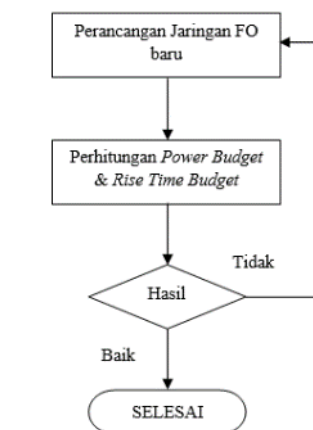 Perancangan Jaringan FO
baru
Perhitungan Power Budget
& Rise Time Budget
Tidak
Hasil
Baik
SELESAI